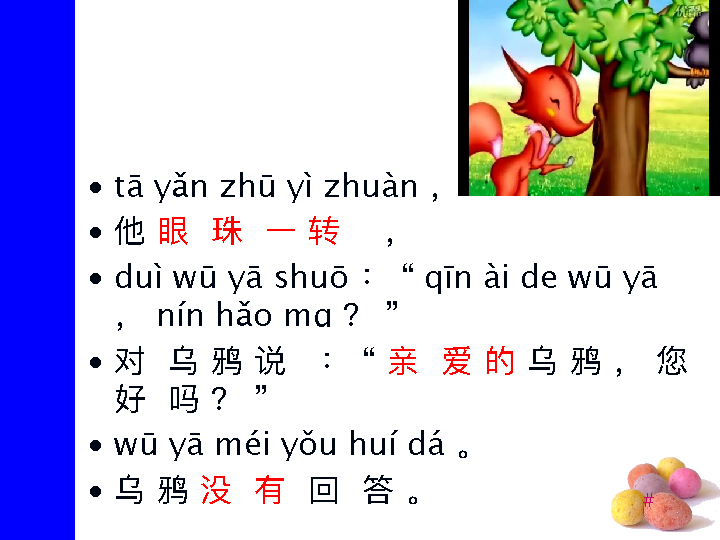 • tā yǎn zhū yì zhuàn ，
• 他 眼 珠 一 转 ，
• duì wū yā shuō ：“ qīn ài de wū yā
， nín hǎo mɑ ？ ”
• 对 乌 鸦 说 ：“ 亲 爱 的 乌 鸦 ， 您
好 吗 ？ ”
• wū yā méi yǒu huí dá 。
• 乌 鸦 没 有 回 答 。
#